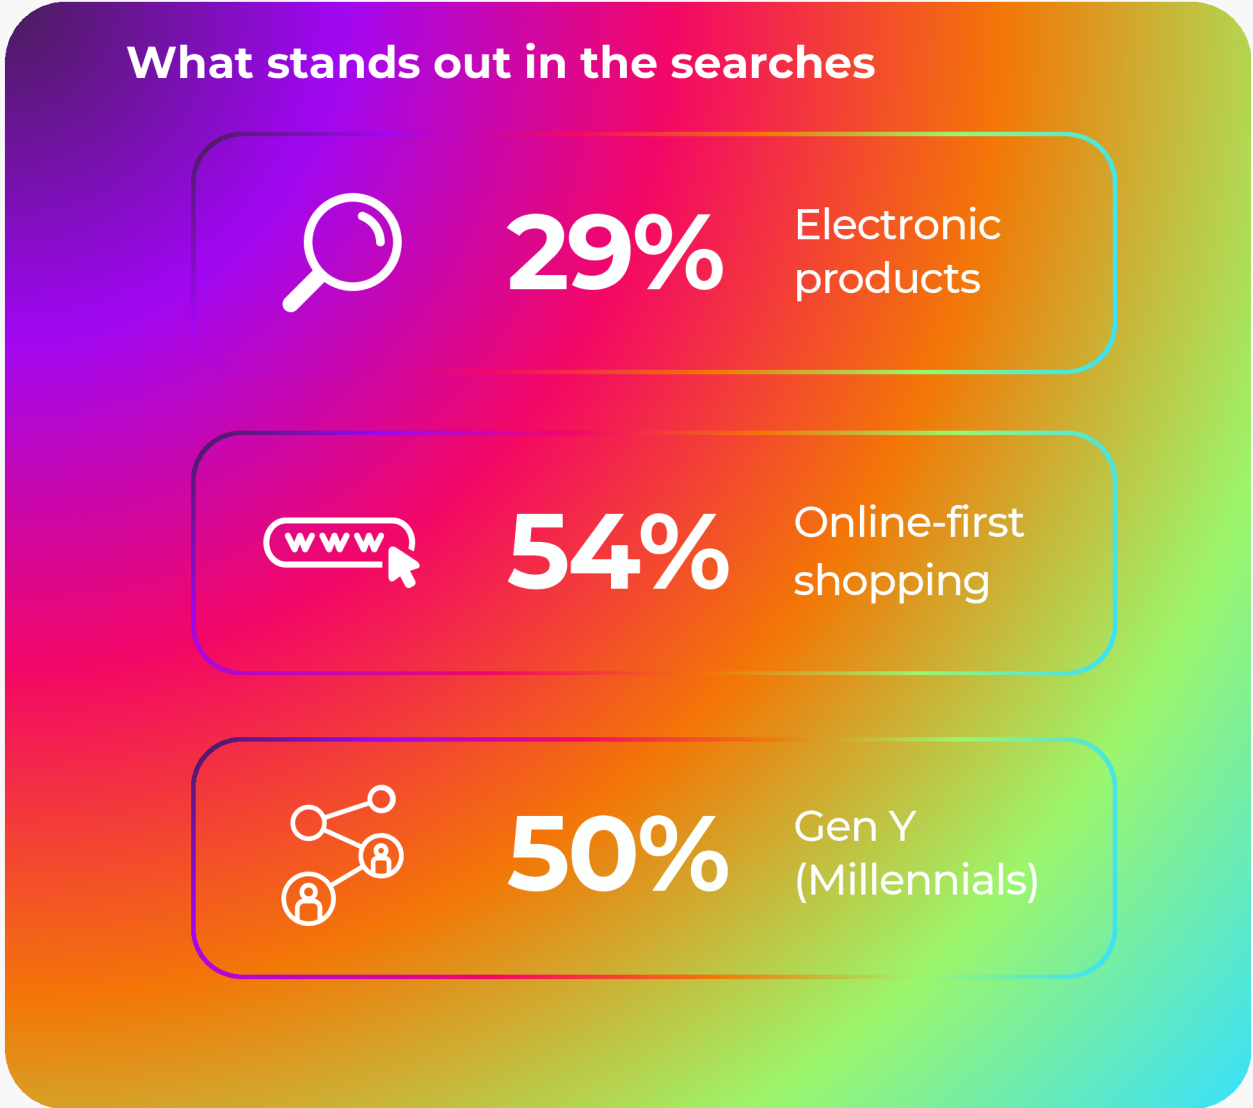 What stands out in the searches
29%
Electronic
products
www
54%
Online-first
shopping
50%
Gen Y
(Millennials)